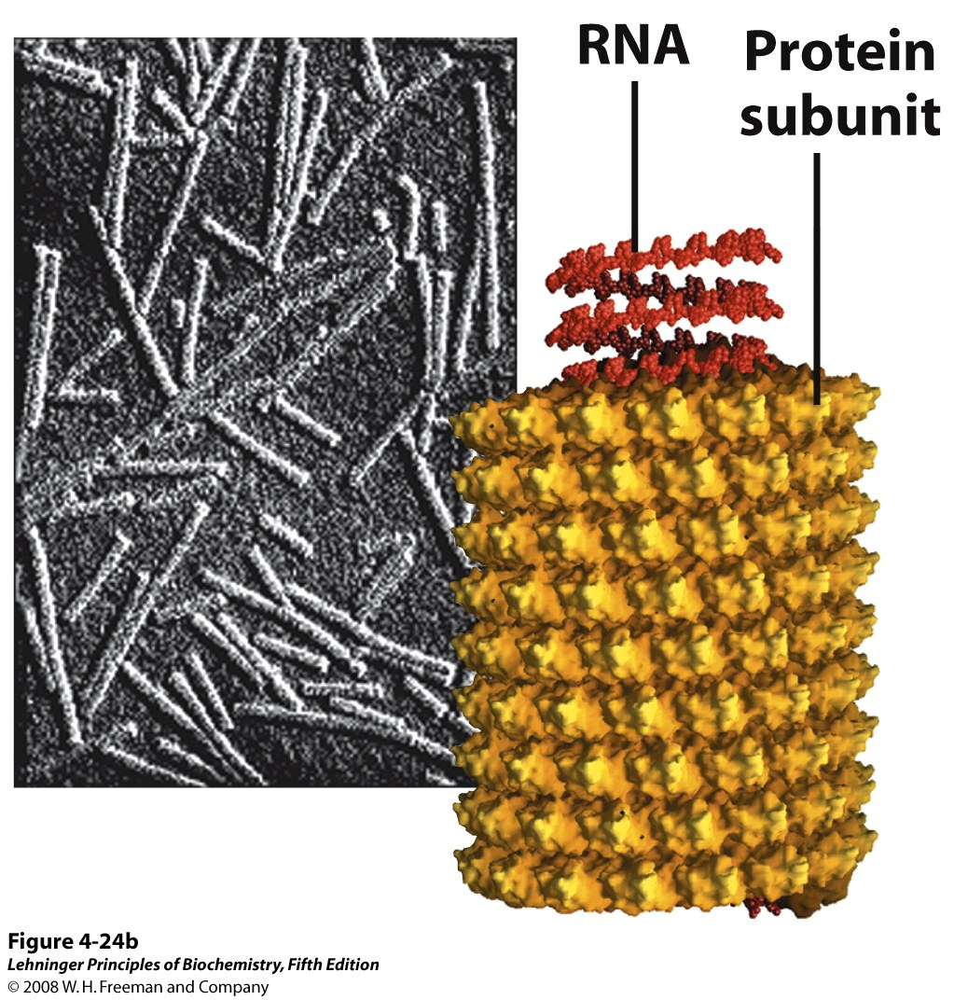 RNA
Protein
subunit
Figure 4-24b
Lehninger Principles of Biochemistry, Fifth Edition
© 2008 W. H. Freeman and Company